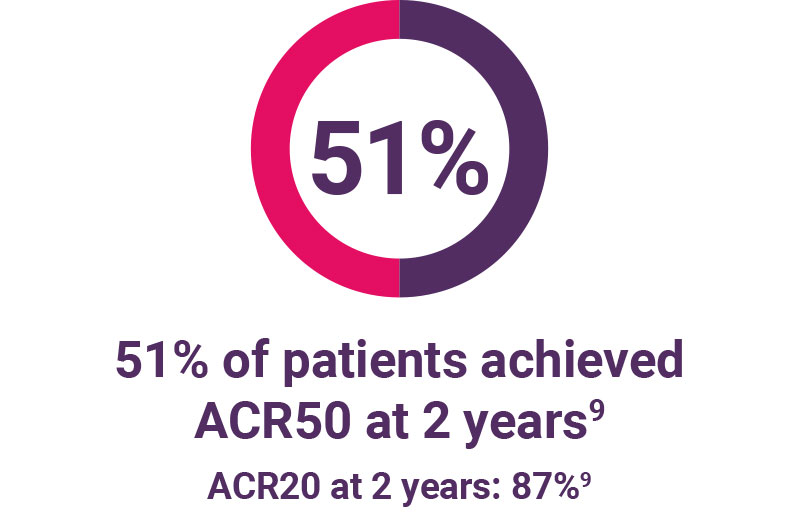 51%
51% of patients achieved
ACR50 at 2 years⁹
ACR20 at 2 years: 87%⁹